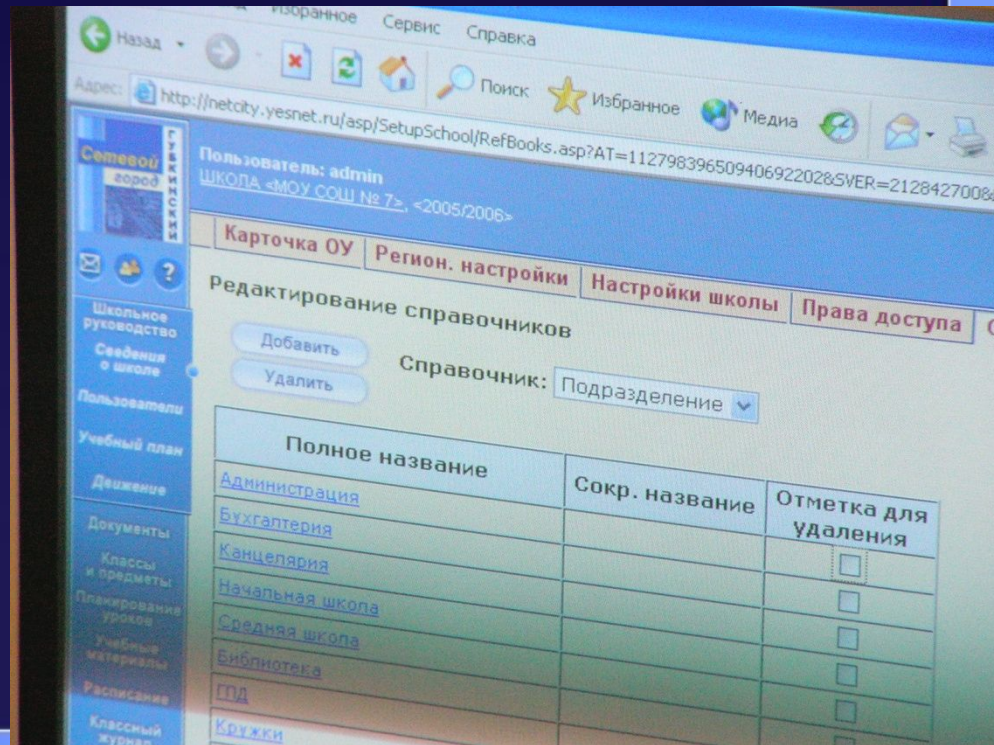 Избранное Сервис Справка
Назад Поиск Избранное Медиа
Адрес: http://netcity.yesnet.ru/asp/SetupSchool/RefBooks.asp?AT=112798396509406922028&SVER=212842700&
Сетевой
город
ГУБКИНСКИЙ
Пользователь: admin
ШКОЛА «МОУ СОШ № 7», <2005/2006>
Карточка ОУ Регион. настройки Настройки школы Права доступа
Редактирование справочников
Добавить
Удалить
Справочник: Подразделение
Школьное
руководство
Сведения
о школе
Пользователи
Учебный план
Движение
Документы
Классы
и предметы
Планирование
уроков
Учебные
материалы
Расписание
Классный
журнал
Полное название Сокр. название Отметка для
удаления
Администрация
Бухгалтерия
Канцелярия
Начальная школа
Средняя школа
Библиотека
ГПД
Кружки